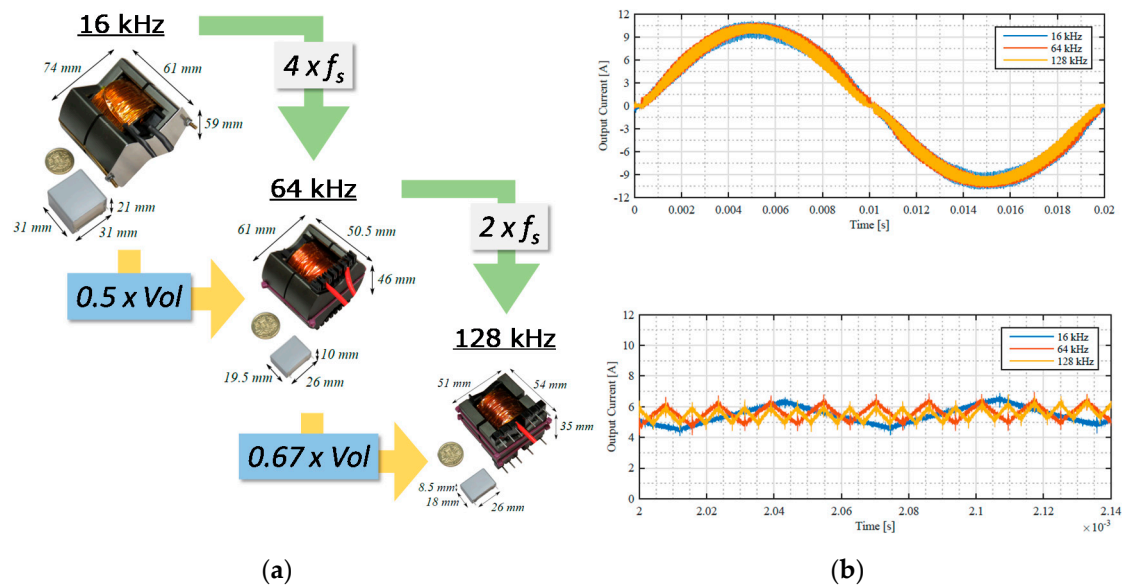 16 kHz
74 mm
61 mm
59 mm
4 x fs
31 mm
31 mm
21 mm
0.5 x Vol
64 kHz
61 mm
50.5 mm
46 mm
2 x fs
19.5 mm
26 mm
10 mm
0.67 x Vol
128 kHz
51 mm
54 mm
35 mm
8.5 mm
18 mm
26 mm
(a)
Output Current [A]
12
9
6
3
0
-3
-6
-9
-12
16 kHz
64 kHz
128 kHz
0
0.002
0.004
0.006
0.008
0.01
0.012
0.014
0.016
0.018
0.02
Time [s]
Output Current [A]
12
10
8
6
4
2
0
16 kHz
64 kHz
128 kHz
2
2.02
2.04
2.06
2.08
2.1
2.12
2.14
Time [s]
×10-3
(b)